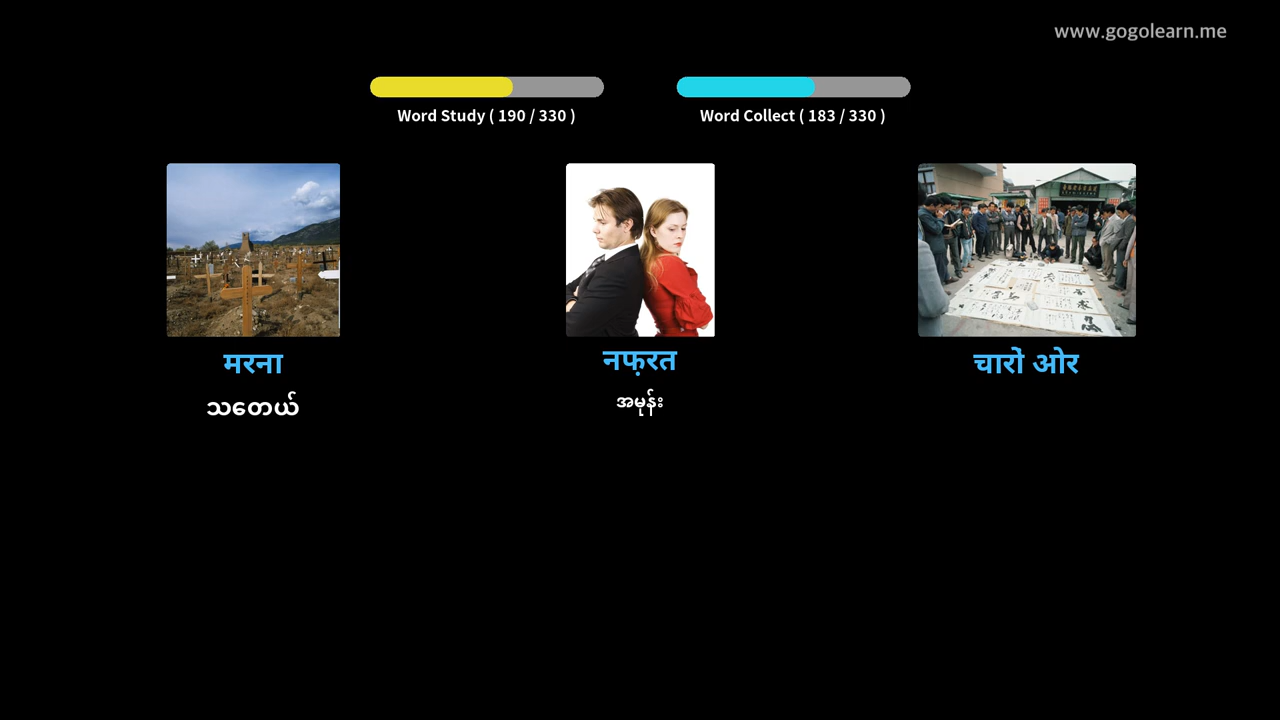 www.gogolearn.me
Word Study ( 190 / 330 )
Word Collect ( 183 / 330 )
मरना
नफ़रत
चारों ओर
သတေယ်
အမုန်း